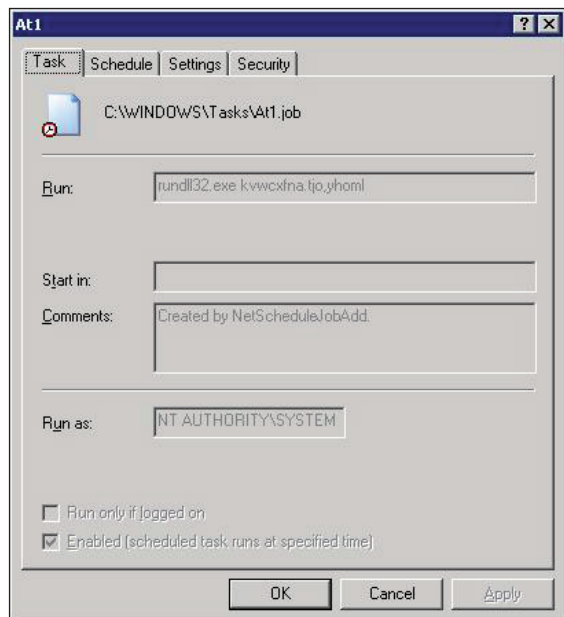 At1
Task Schedule Settings Security
C:\WINDOWS\Tasks\At1.job
Run: rundll32.exe kvwcxfna.tjo,yhoml
Start in:
Comments: Created by NetScheduleJobAdd.
Run as: NT AUTHORITY\SYSTEM
Run only if logged on
Enabled (scheduled task runs at specified time)
OK Cancel Apply